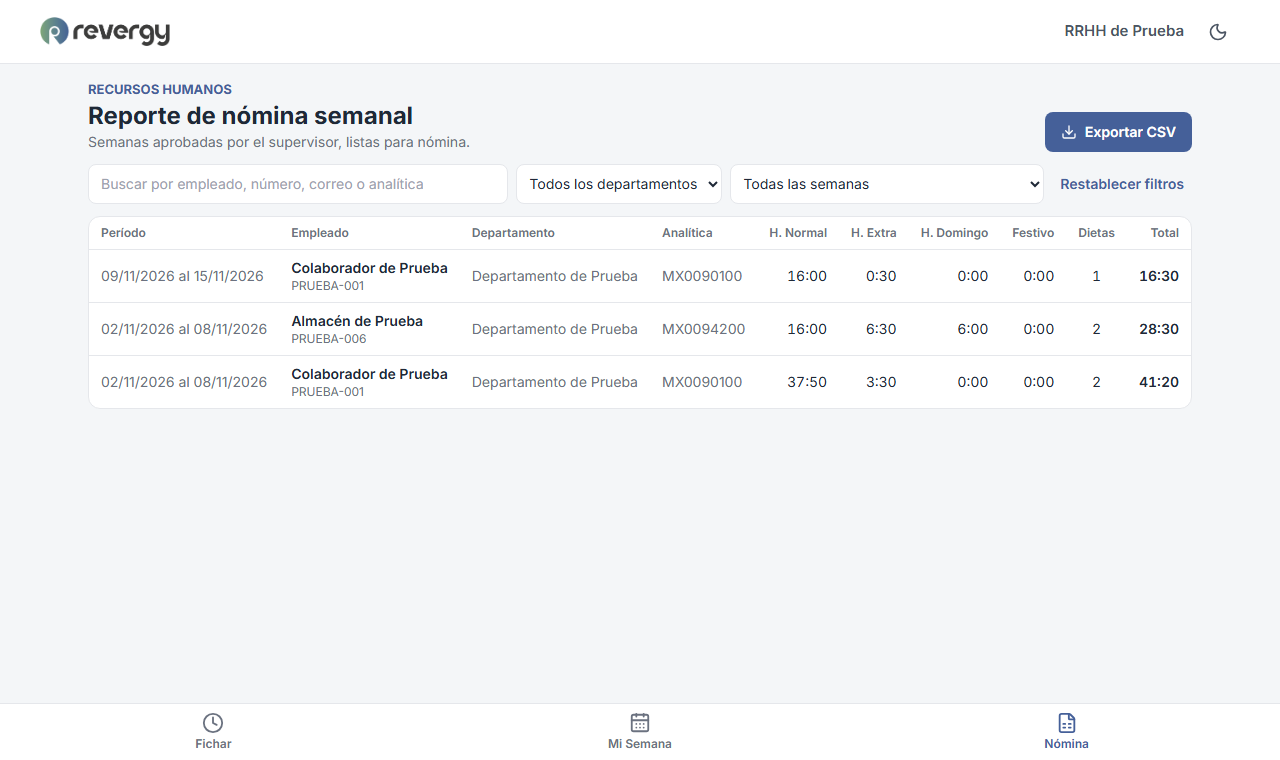 revergy
RRHH de Prueba
RECURSOS HUMANOS
Reporte de nómina semanal
Semanas aprobadas por el supervisor, listas para nómina.
Exportar CSV
Buscar por empleado, número, correo o analítica
Todos los departamentos
Todas las semanas
Restablecer filtros
Período Empleado Departamento Analítica H. Normal H. Extra H. Domingo Festivo Dietas Total
09/11/2026 al 15/11/2026 Colaborador de Prueba Departamento de Prueba MX0090100 16:00 0:30 0:00 0:00 1 16:30
PRUEBA-001
02/11/2026 al 08/11/2026 Almacén de Prueba Departamento de Prueba MX0094200 16:00 6:30 6:00 0:00 2 28:30
PRUEBA-006
02/11/2026 al 08/11/2026 Colaborador de Prueba Departamento de Prueba MX0090100 37:50 3:30 0:00 0:00 2 41:20
PRUEBA-001
Fichar
Mi Semana
Nómina